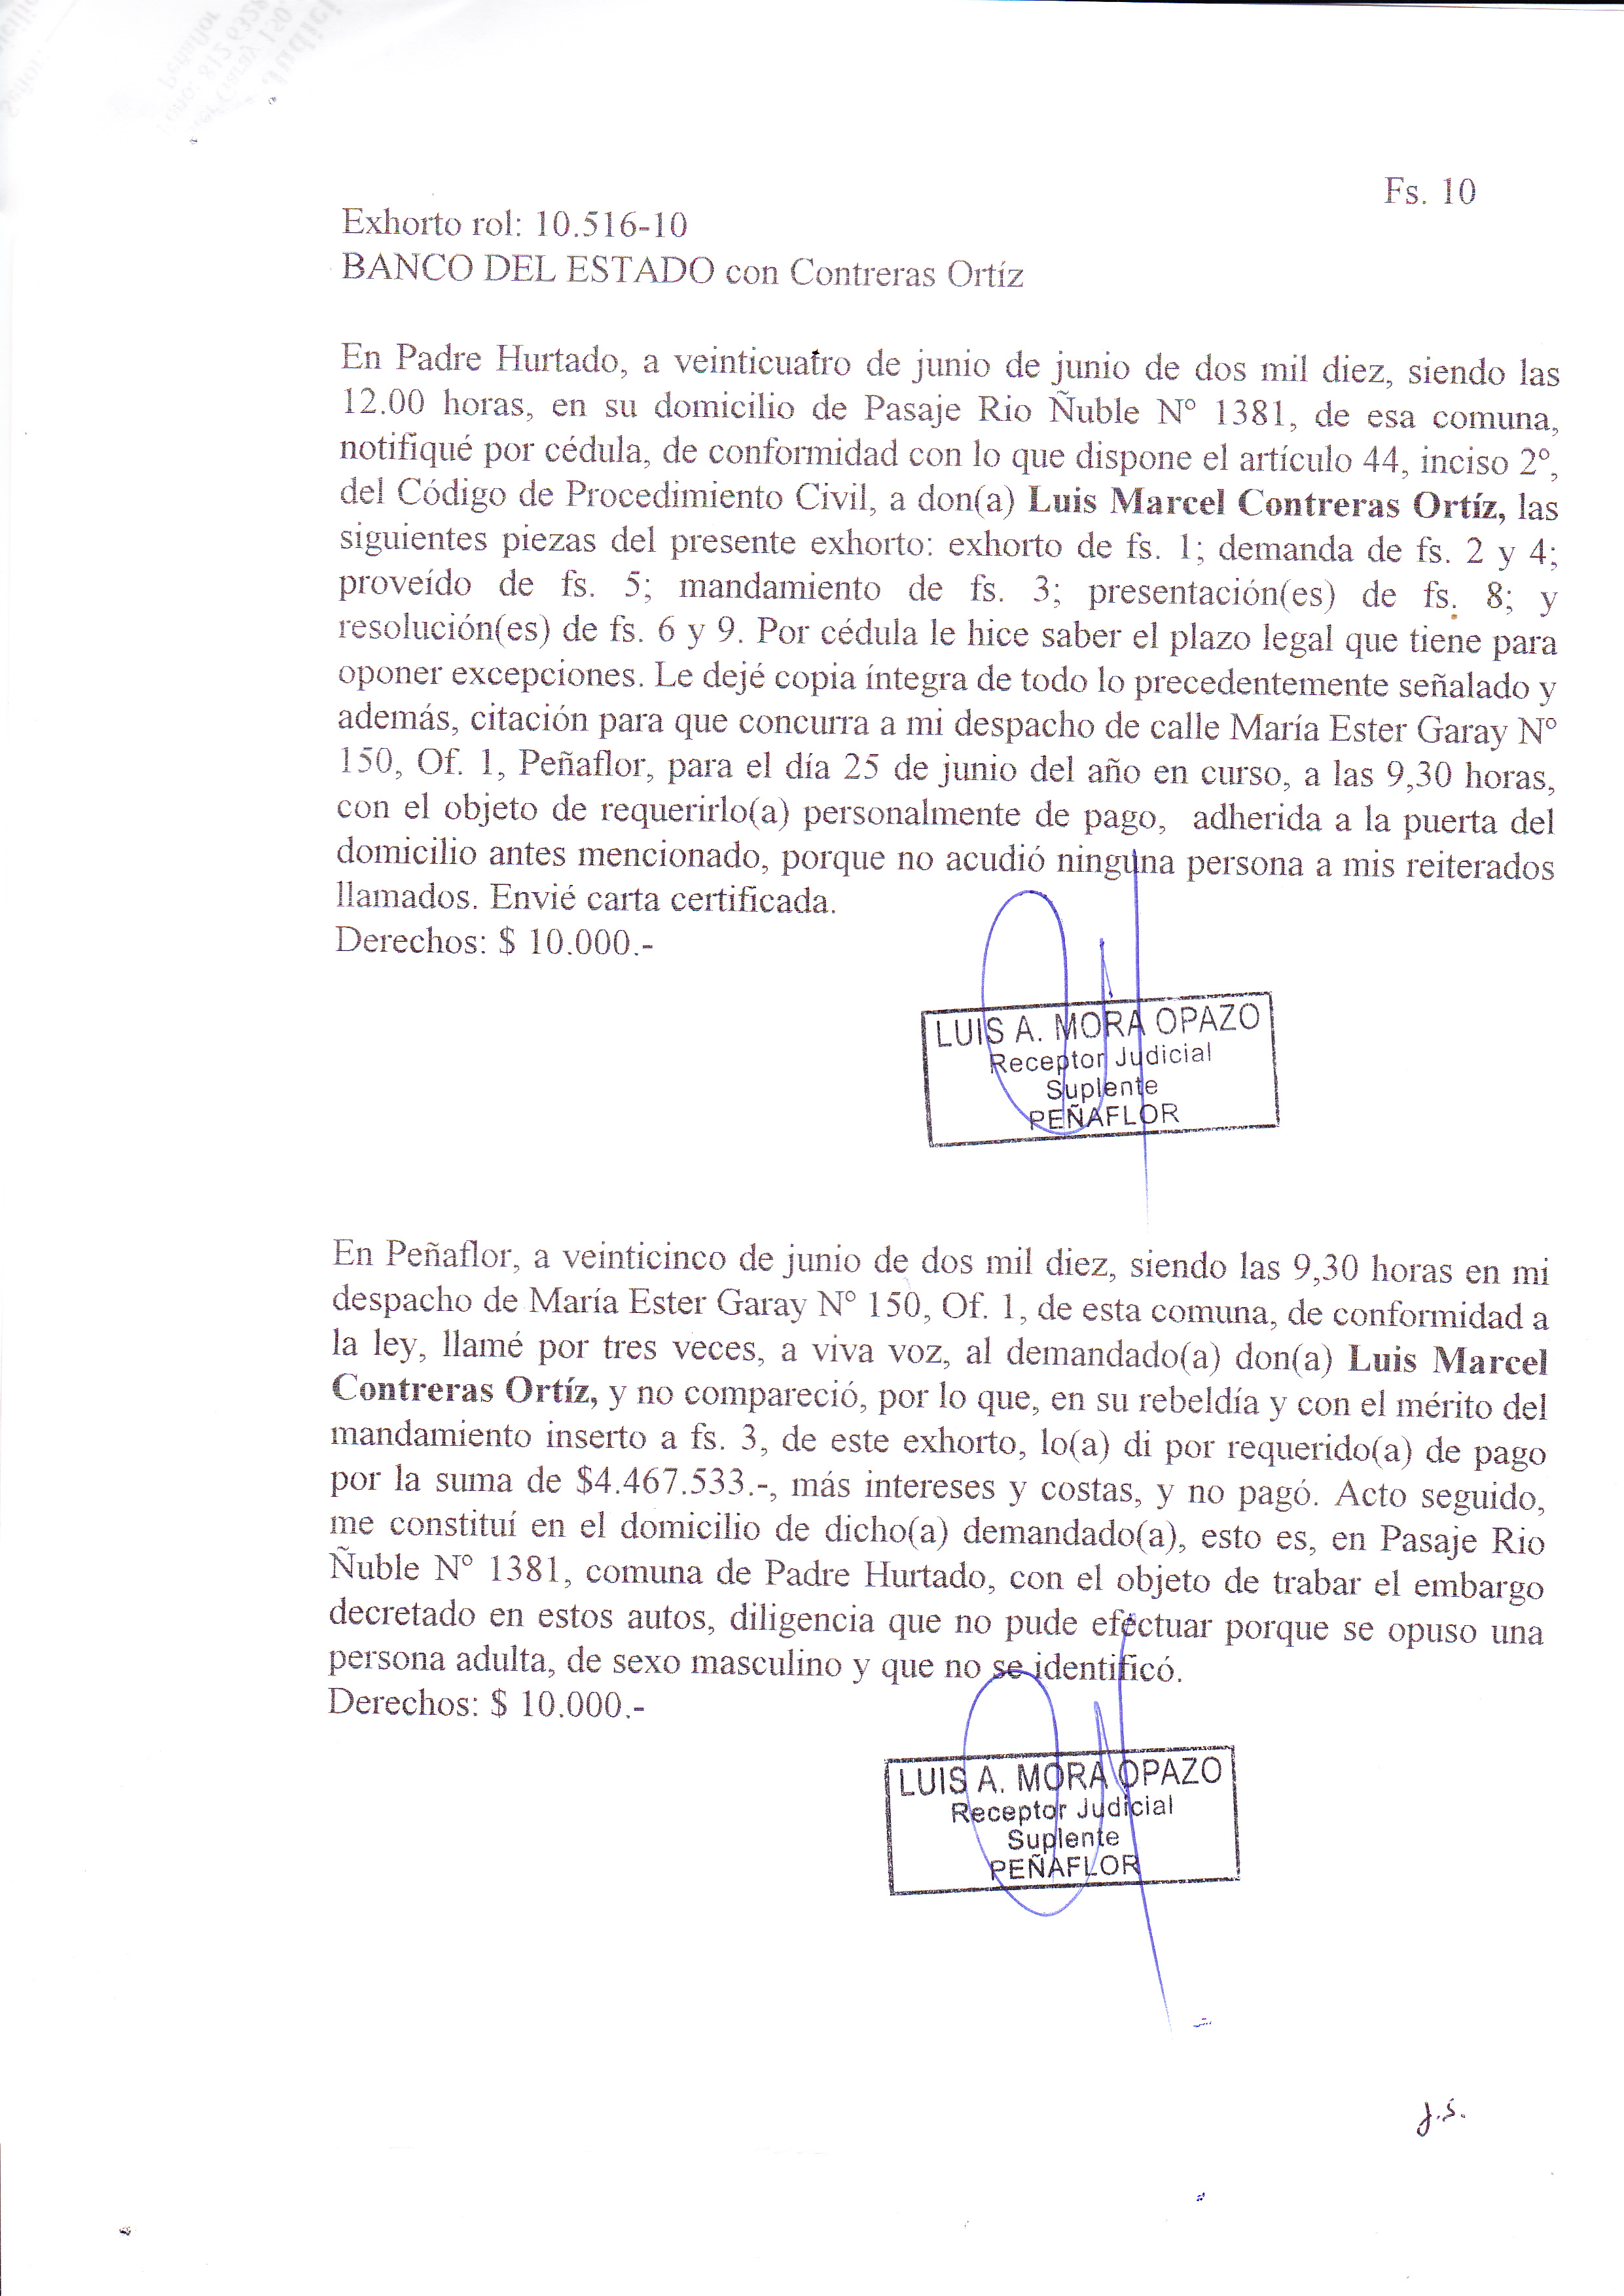 Fs. 10
Exhorto rol: 10.516-10
BANCO DEL ESTADO con Contreras Ortíz
En Padre Hurtado, a veinticuatro de junio de junio de dos mil diez, siendo las
12.00 horas, en su domicilio de Pasaje Rio Ñuble N° 1381, de esa comuna,
notifiqué por cédula, de conformidad con lo que dispone el artículo 44, inciso 2°,
del Código de Procedimiento Civil, a don(a) Luis Marcel Contreras Ortíz, las
siguientes piezas del presente exhorto: exhorto de fs. 1; demanda de fs. 2 y 4;
proveído de fs. 5; mandamiento de fs. 3; presentación(es) de fs. 8; y
resolución(es) de fs. 6 y 9. Por cédula le hice saber el plazo legal que tiene para
oponer excepciones. Le dejé copia íntegra de todo lo precedentemente señalado y
además, citación para que concurra a mi despacho de calle María Ester Garay N°
150, Of. 1, Peñaflor, para el día 25 de junio del año en curso, a las 9,30 horas,
con el objeto de requerirlo(a) personalmente de pago, adherida a la puerta del
domicilio antes mencionado, porque no acudió ninguna persona a mis reiterados
llamados. Envié carta certificada.
Derechos: $ 10.000.-
LUIS A. MORA OPAZO
Receptor Judicial
Suplente
PEÑAFLOR
En Peñaflor, a veinticinco de junio de dos mil diez, siendo las 9,30 horas en mi
despacho de María Ester Garay N° 150, Of. 1, de esta comuna, de conformidad a
la ley, llamé por tres veces, a viva voz, al demandado(a) don(a) Luis Marcel
Contreras Ortíz, y no compareció, por lo que, en su rebeldía y con el mérito del
mandamiento inserto a fs. 3, de este exhorto, lo(a) di por requerido(a) de pago
por la suma de $4.467.533.-, más intereses y costas, y no pagó. Acto seguido,
me constituí en el domicilio de dicho(a) demandado(a), esto es, en Pasaje Rio
Ñuble N° 1381, comuna de Padre Hurtado, con el objeto de trabar el embargo
decretado en estos autos, diligencia que no pude efectuar porque se opuso una
persona adulta, de sexo masculino y que no se identificó.
Derechos: $ 10.000.-
LUIS A. MORA OPAZO
Receptor Judicial
Suplente
PEÑAFLOR
J.S.